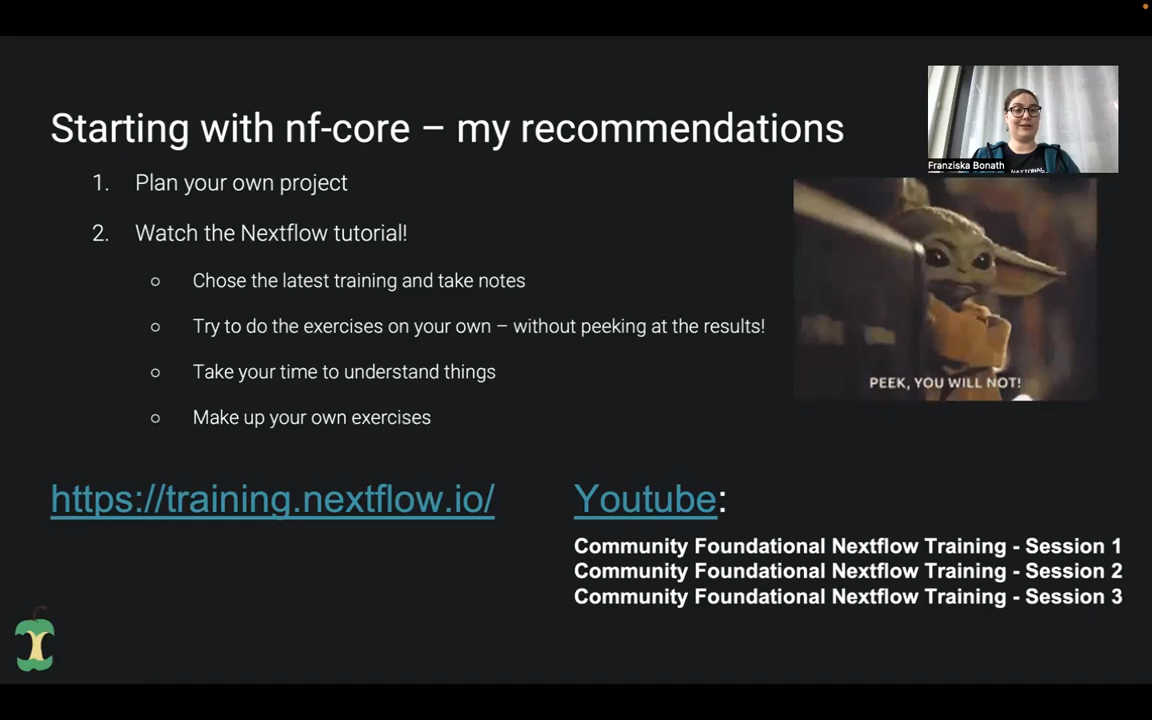 Starting with nf-core – my recommendations
Franziska Bonath
1. Plan your own project
2. Watch the Nextflow tutorial!
○ Chose the latest training and take notes
○ Try to do the exercises on your own – without peeking at the results!
○ Take your time to understand things
○ Make up your own exercises
PEEK, YOU WILL NOT!
https://training.nextflow.io/
Youtube:
Community Foundational Nextflow Training - Session 1
Community Foundational Nextflow Training - Session 2
Community Foundational Nextflow Training - Session 3